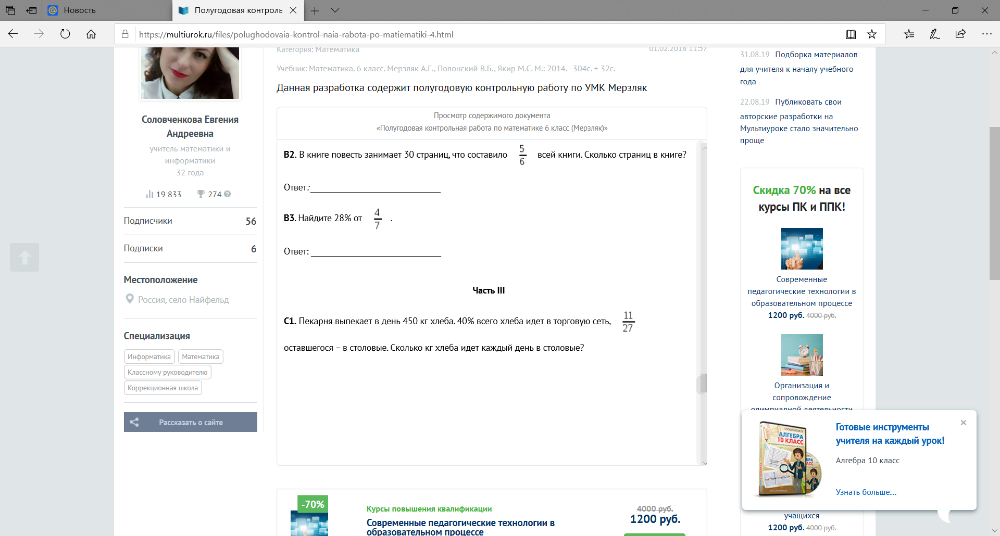 Новость
Полугодовая контроль
https://multiurok.ru/files/polughodovaia-kontrol-naia-rabota-po-matiematiki-4.html
Соловченкова Евгения
Андреевна
учитель математики и
информатики
32 года
19 833
274
?
Подписчики 56
Подписки 6
Местоположение
Россия, село Найфельд
Специализация
Информатика
Математика
Классному руководителю
Коррекционная школа
Рассказать о сайте
Категория: Математика
01.02.2018 11:57
Учебник: Математика. 6 класс. Мерзляк А.Г., Полонский В.Б., Якир М.С. М.: 2014. - 304с. + 32с.
Данная разработка содержит полугодовую контрольную работу по УМК Мерзляк
Просмотр содержимого документа
«Полугодовая контрольная работа по математике 6 класс (Мерзляк)»
В2. В книге повесть занимает 30 страниц, что составило 5/6 всей книги. Сколько страниц в книге?
Ответ:
В3. Найдите 28% от 4/7 .
Ответ:
Часть III
С1. Пекарня выпекает в день 450 кг хлеба. 40% всего хлеба идет в торговую сеть, 11/27
оставшегося – в столовые. Сколько кг хлеба идет каждый день в столовые?
-70%
Курсы повышения квалификации
Современные педагогические технологии в
образовательном процессе
4000 руб.
1200 руб.
31.08.19 Подборка материалов
для учителя к началу учебного
года
22.08.19 Публиковать свои
авторские разработки на
Мультиуроке стало значительно
проще
Скидка 70% на все
курсы ПК и ППК!
Современные
педагогические технологии в
образовательном процессе
1200 руб. 4000 руб.
Организация и
сопровождение
олимпиадной деятельности
учащихся
1200 руб. 4000 руб.
VIDEOUROKI
АЛГЕБРА
10 КЛАСС
Готовые инструменты
учителя на каждый урок!
Алгебра 10 класс
Узнать больше...